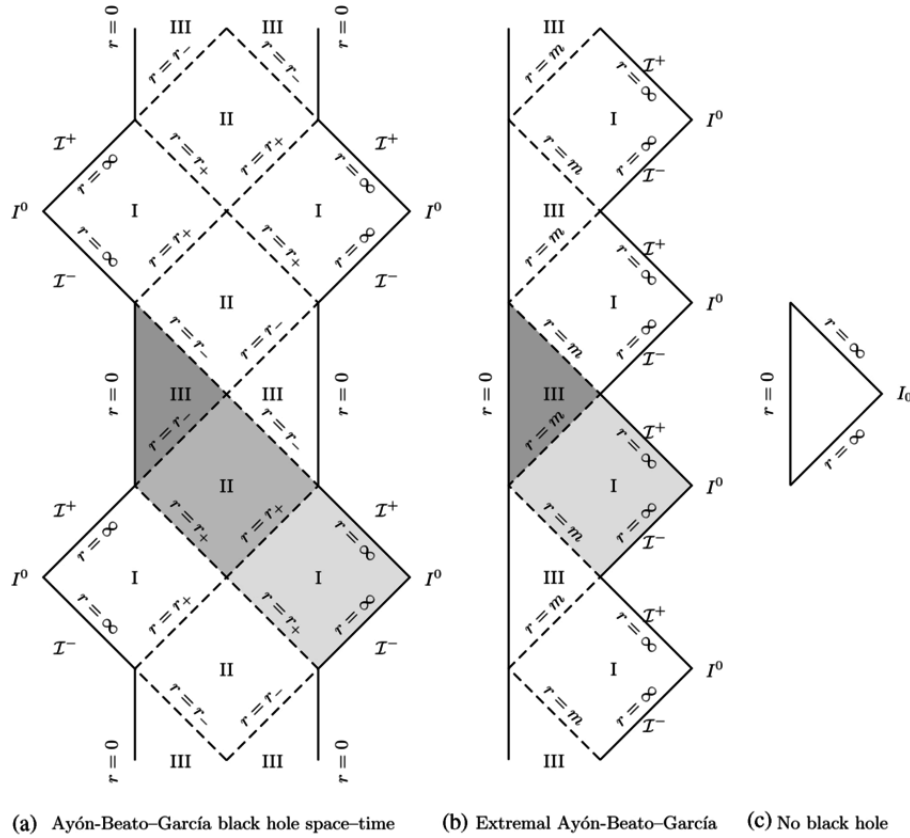 r = 0 III III r = 0
r = r₋ r = r₋
II
ℐ⁺ r = r₊ r = r₊ ℐ⁺
r = ∞ r = ∞
I⁰ I I I⁰
r = ∞ r = r₊ r = r₊ r = ∞
ℐ⁻ ℐ⁻
II
r = r₋ r = r₋
r = 0 III III r = 0
r = r₋ r = r₋
II
ℐ⁺ r = r₊ r = r₊ ℐ⁺
r = ∞ r = ∞
I⁰ I I I⁰
r = ∞ r = r₊ r = r₊ r = ∞
ℐ⁻ ℐ⁻
II
r = r₋ r = r₋
r = 0 III III r = 0
(a) Ayón-Beato–García black hole space–time
III
r = m ℐ⁺
r = ∞
I I⁰
r = m r = ∞
ℐ⁻
III
r = m ℐ⁺
r = ∞
I I⁰
r = m r = ∞
ℐ⁻
r = 0 III
r = m ℐ⁺
r = ∞
I I⁰
r = m r = ∞
ℐ⁻
III
r = m ℐ⁺
r = ∞
I I⁰
r = m r = ∞
ℐ⁻
III
(b) Extremal Ayón-Beato–García
r = ∞
r = 0 I₀
r = ∞
(c) No black hole